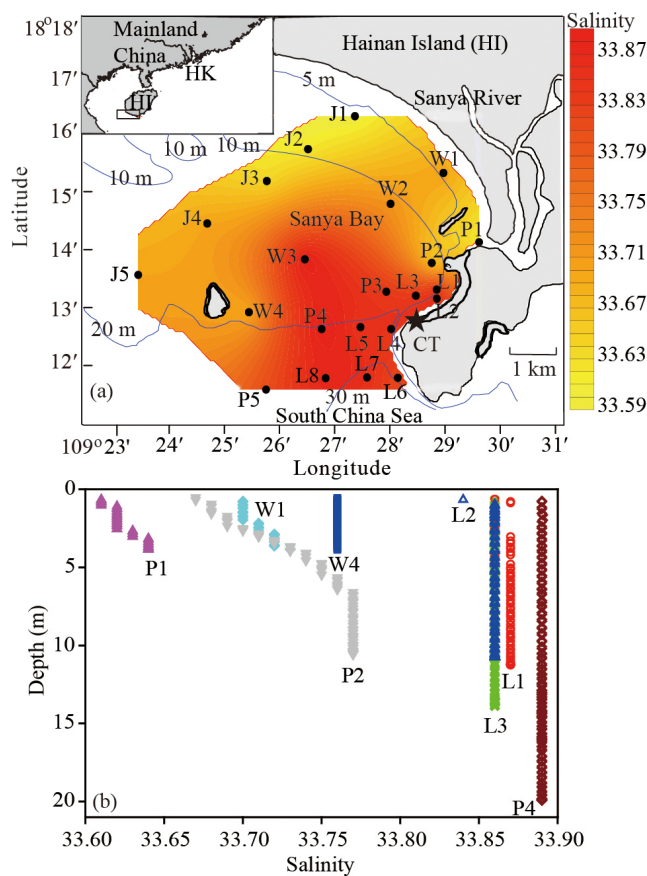 Salinity
18°18′
17′
16′
15′
14′
13′
12′
Latitude
Mainland
China
HK
HI
Hainan Island (HI)
Sanya River
5 m
10 m
10 m
10 m
J1
J2
J3
J4
J5
W1
W2
W3
W4
Sanya Bay
P1
P2
P3
P4
P5
L1
L2
L3
L4
L5
L6
L7
L8
CT
20 m
30 m
1 km
(a)
South China Sea
109°23′ 24′ 25′ 26′ 27′ 28′ 29′ 30′ 31′
Longitude
33.87
33.83
33.79
33.75
33.71
33.67
33.63
33.59
0
5
10
15
20
Depth (m)
P1
W1
P2
W4
L2
L1
L3
P4
(b)
33.60 33.65 33.70 33.75 33.80 33.85 33.90
Salinity